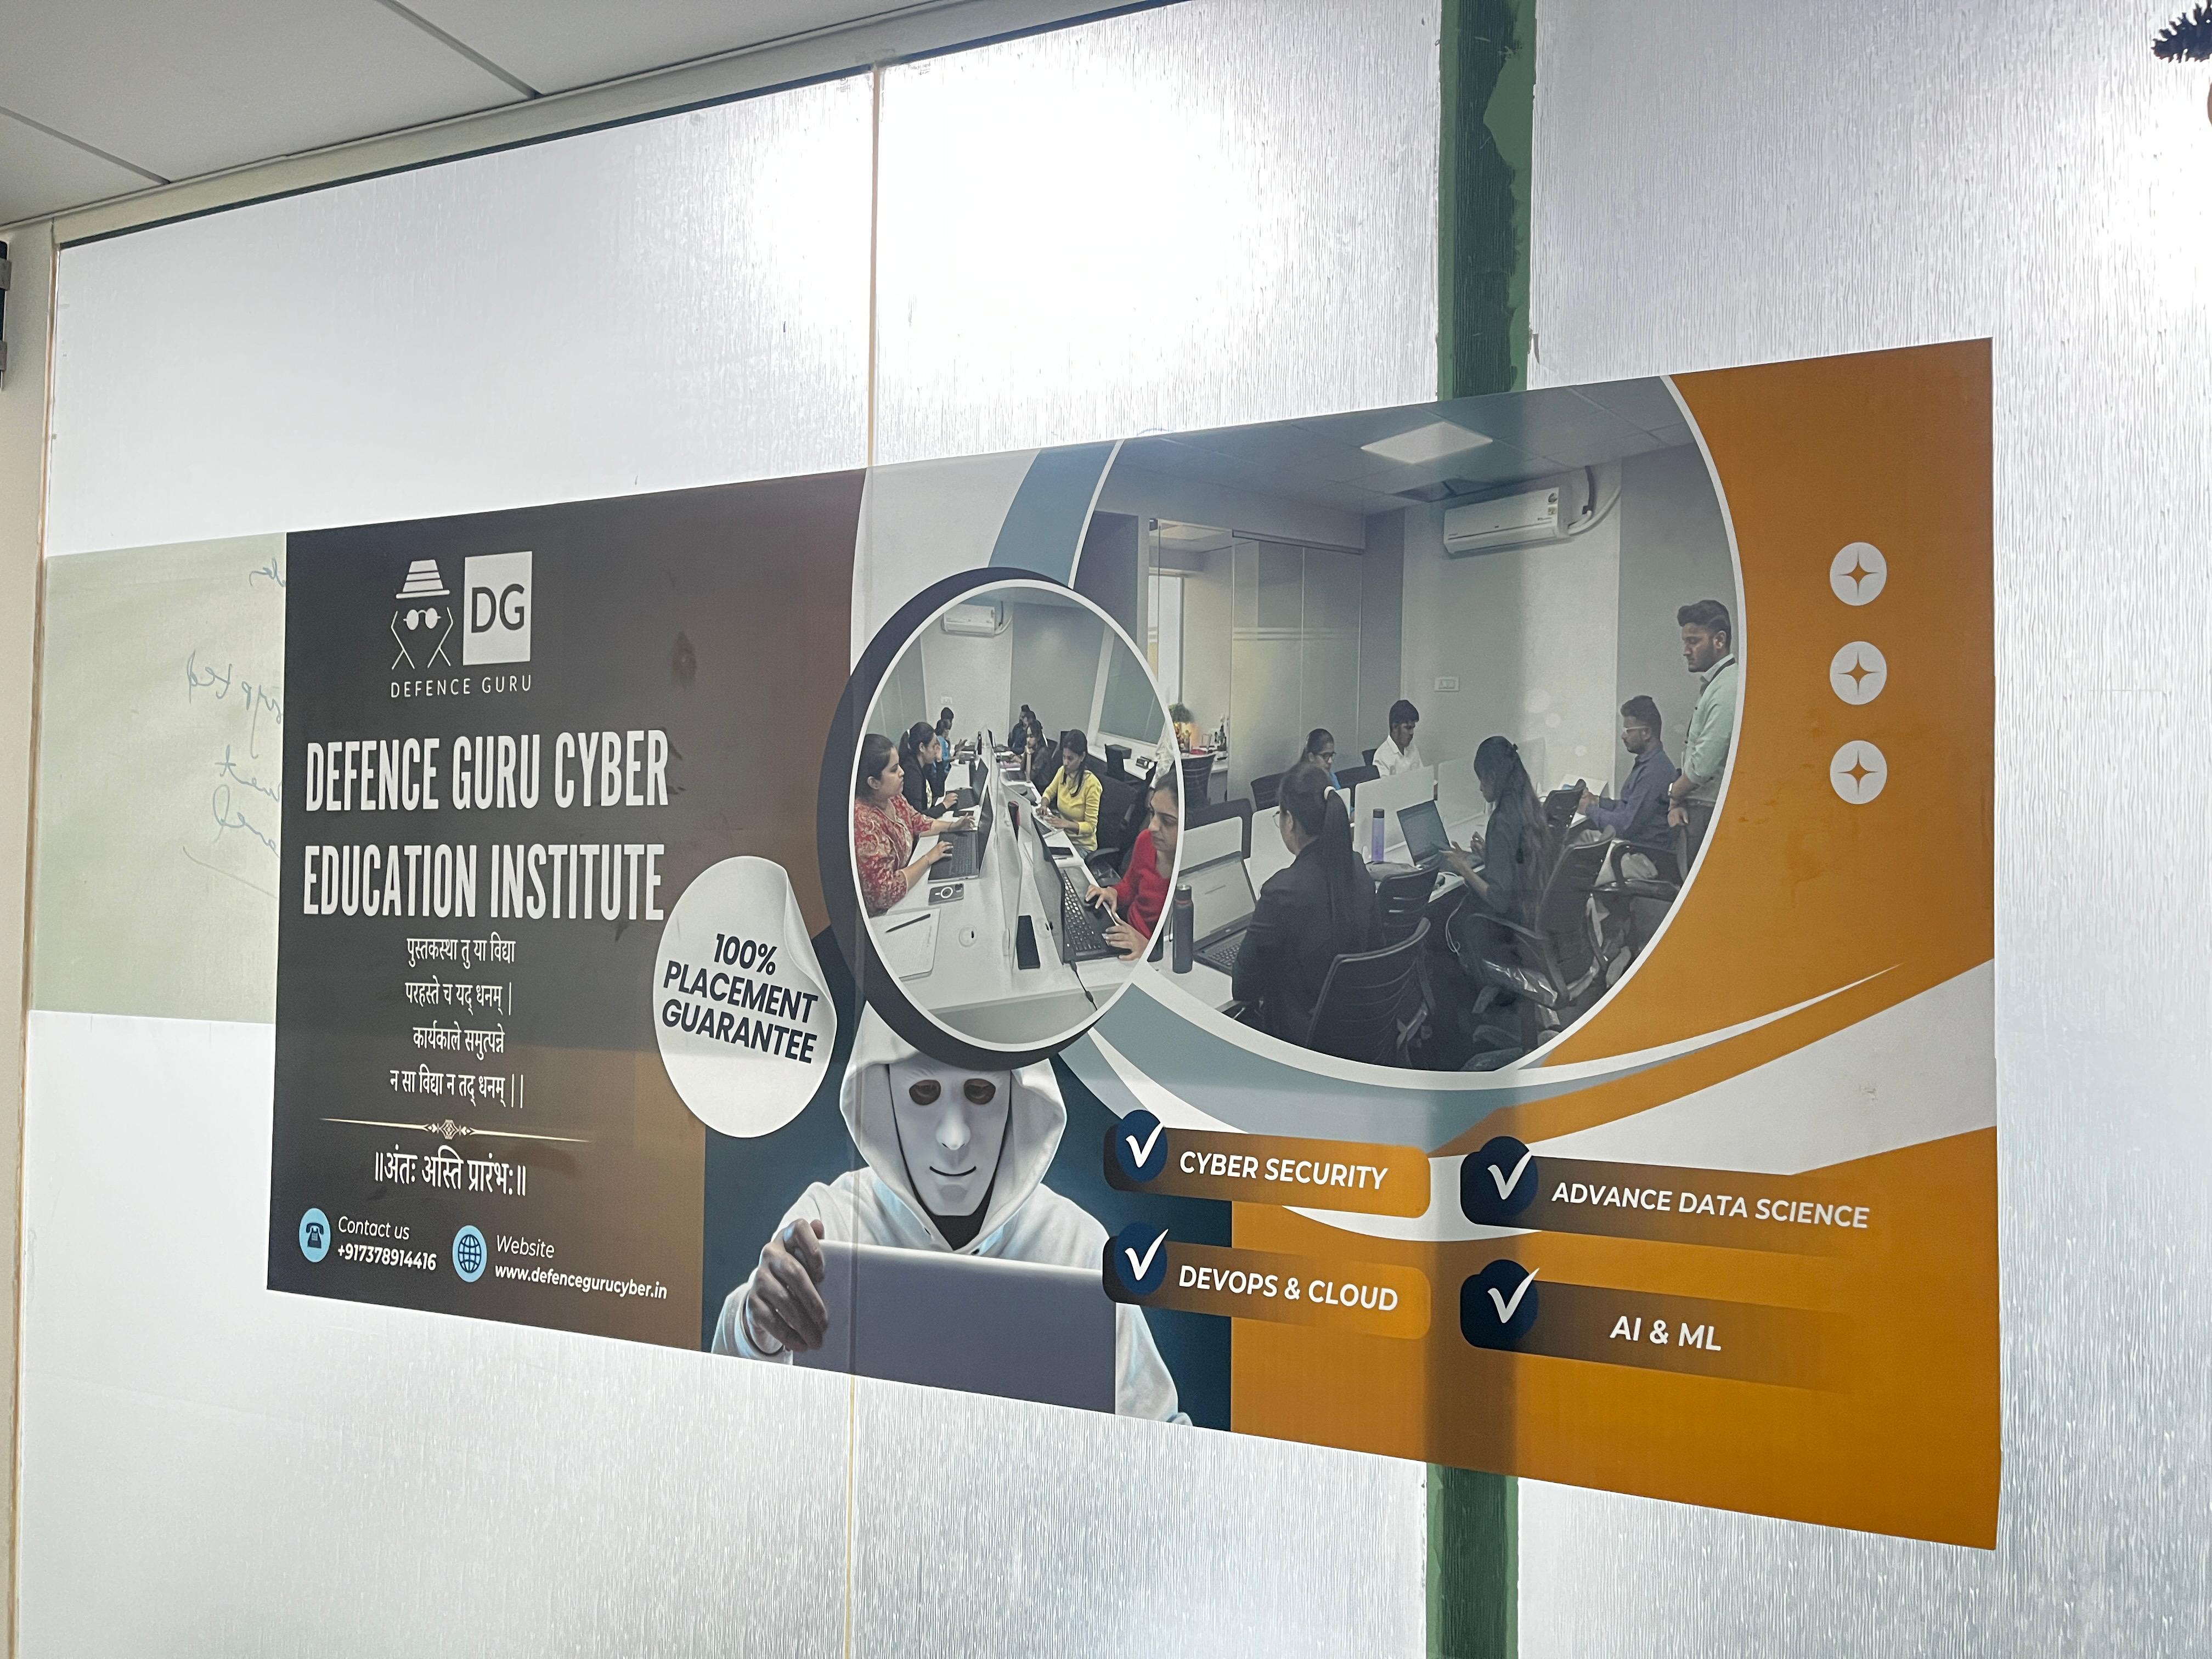 DG
DEFENCE GURU
DEFENCE GURU CYBER
EDUCATION INSTITUTE
पुस्तकस्था तु या विद्या
परहस्ते च यद् धनम् |
कार्यकाले समुत्पन्ने
न सा विद्या न तद् धनम् ||
॥अंतः अस्ति प्रारंभ:॥
Contact us
+917378914416
Website
www.defencegurucyber.in
100%
PLACEMENT
GUARANTEE
CYBER SECURITY
ADVANCE DATA SCIENCE
DEVOPS & CLOUD
AI & ML